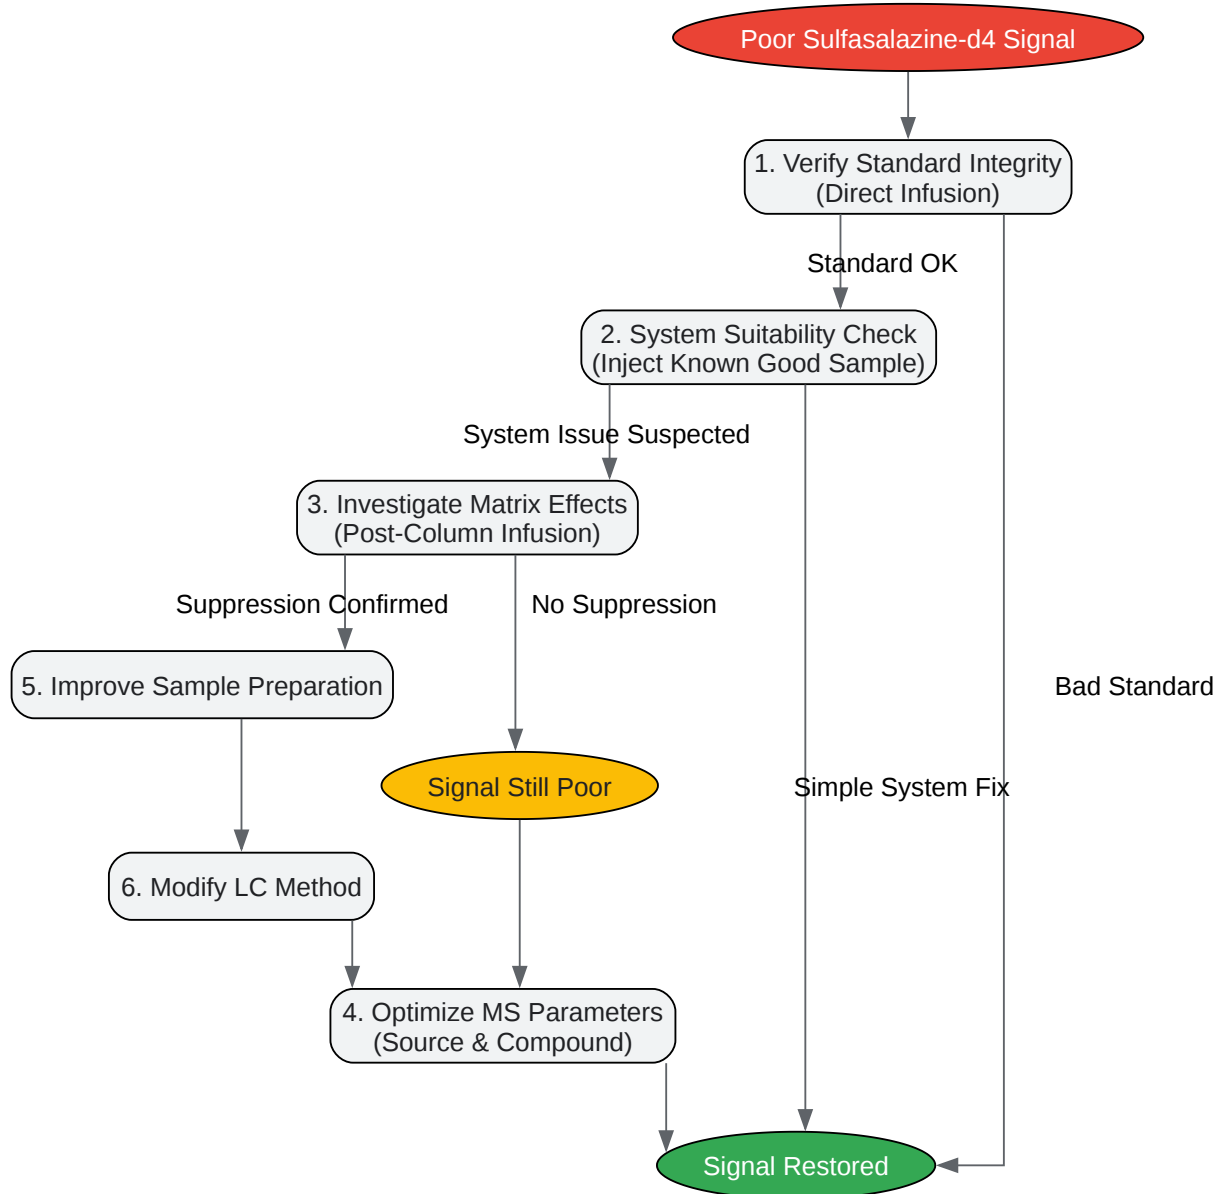 Poor Sulfasalazine-d4 Signal
1. Verify Standard Integrity
(Direct Infusion)
Standard OK
2. System Suitability Check
(Inject Known Good Sample)
System Issue Suspected
3. Investigate Matrix Effects
(Post-Column Infusion)
Suppression Confirmed
No Suppression
5. Improve Sample Preparation
Bad Standard
Signal Still Poor
Simple System Fix
6. Modify LC Method
4. Optimize MS Parameters
(Source & Compound)
Signal Restored